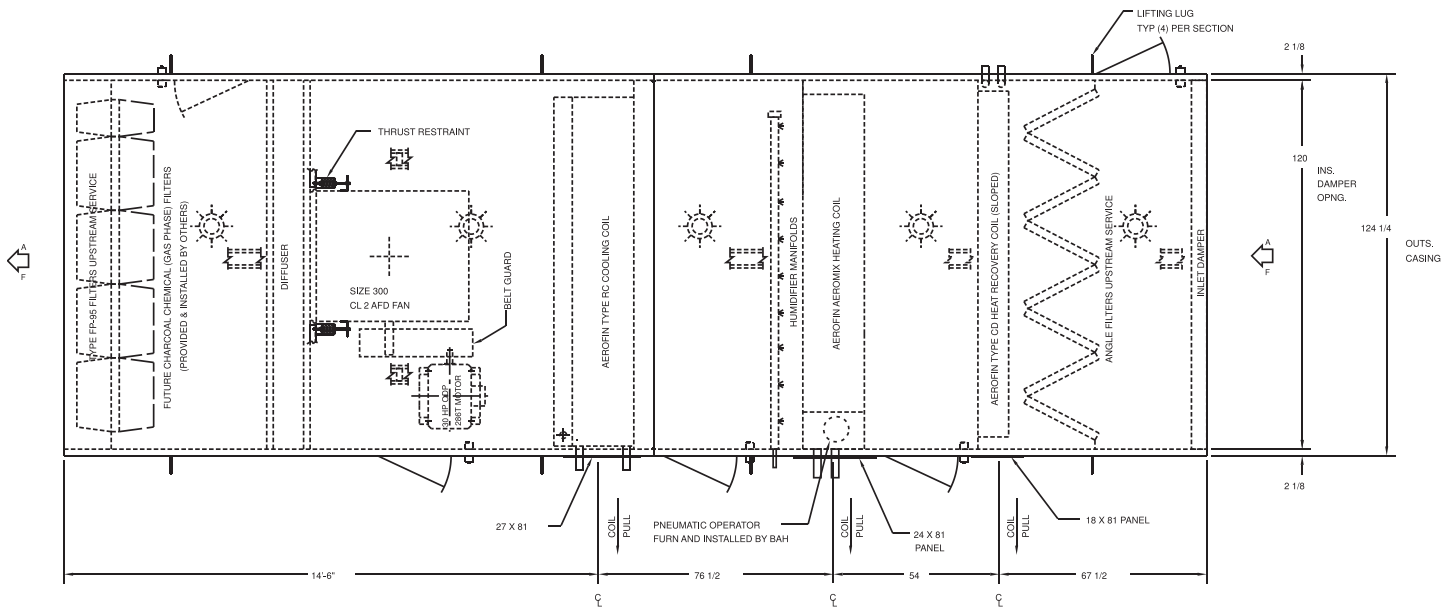 LIFTING LUG
TYP (4) PER SECTION
2 1/8
THRUST RESTRAINT
120
INS.
DAMPER
OPNG.
124 1/4
OUTS.
CASING
A
F
TYPE FP-95 FILTERS UPSTREAM SERVICE
FUTURE CHARCOAL CHEMICAL (GAS PHASE) FILTERS
(PROVIDED & INSTALLED BY OTHERS)
DIFFUSER
SIZE 300
CL 2 AFD FAN
BELT GUARD
30 HP ODP
286T MOTOR
AEROFIN TYPE RC COOLING COIL
HUMIDIFIER MANIFOLDS
AEROFIN AEROMIX HEATING COIL
AEROFIN TYPE CD HEAT RECOVERY COIL (SLOPED)
ANGLE FILTERS UPSTREAM SERVICE
INLET DAMPER
A
F
2 1/8
27 X 81
COIL
PULL
PNEUMATIC OPERATOR
FURN AND INSTALLED BY BAH
COIL
PULL
24 X 81
PANEL
COIL
PULL
18 X 81 PANEL
14'-6"
76 1/2
54
67 1/2
CL
CL
CL